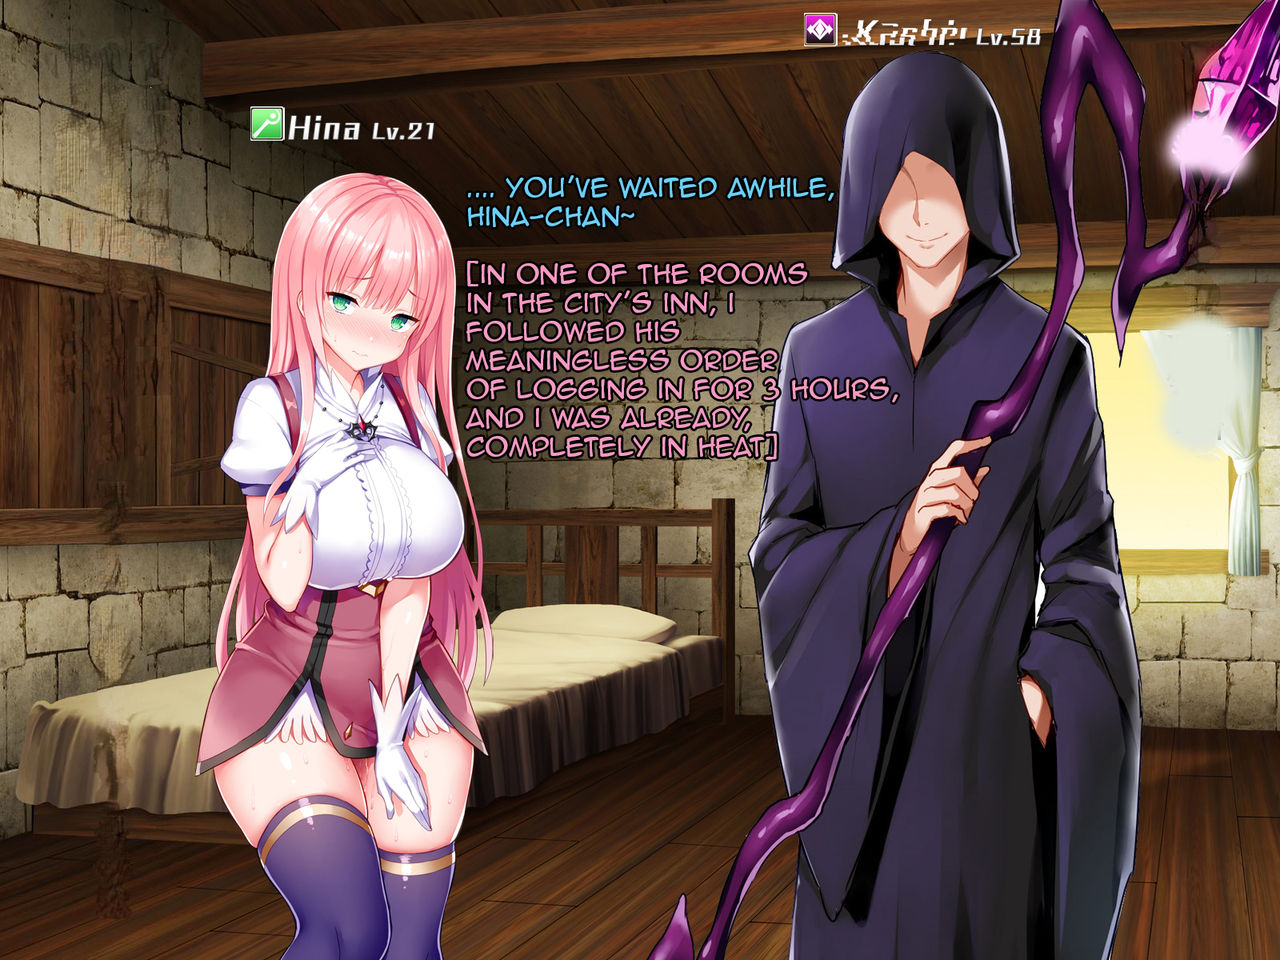 Hina Lv.21
Lv.58
.... YOU'VE WAITED AWHILE,
HINA-CHAN~
[IN ONE OF THE ROOMS
IN THE CITY'S INN, I
FOLLOWED HIS
MEANINGLESS ORDER
OF LOGGING IN FOR 3 HOURS,
AND I WAS ALREADY,
COMPLETELY IN HEAT]